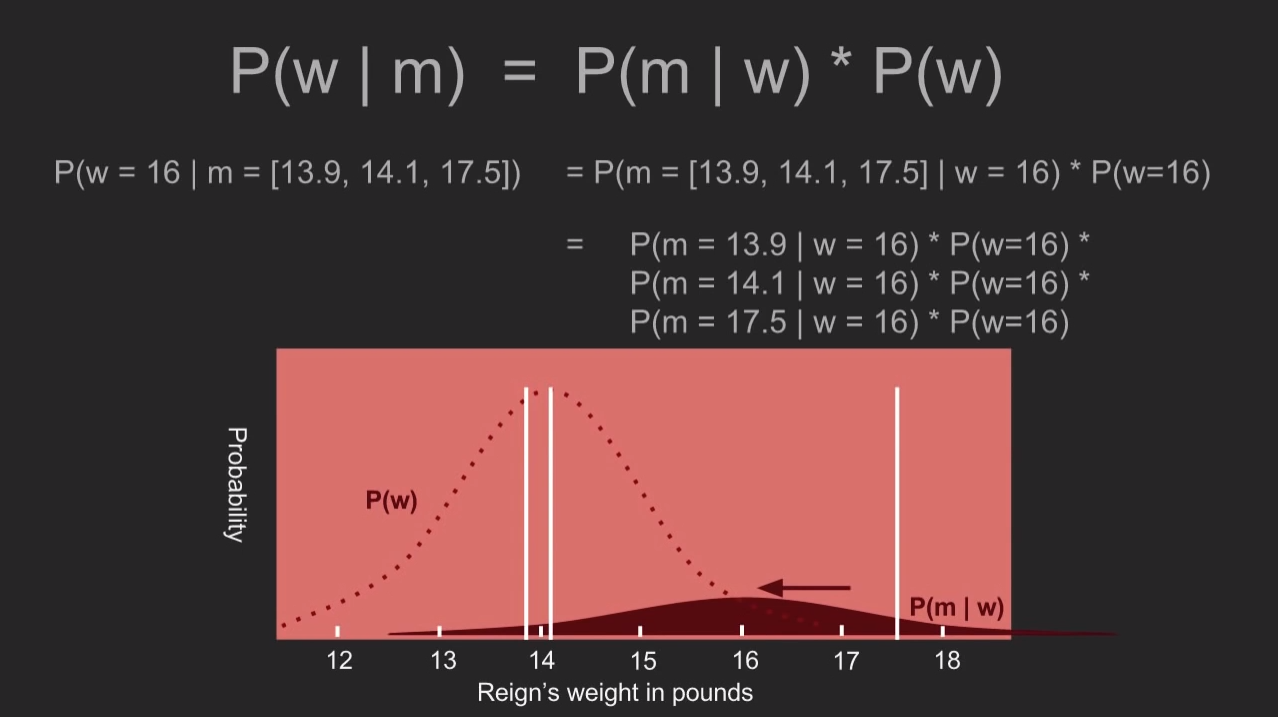 P(w | m) = P(m | w) * P(w)
P(w = 16 | m = [13.9, 14.1, 17.5]) = P(m = [13.9, 14.1, 17.5] | w = 16) * P(w=16)
= P(m = 13.9 | w = 16) * P(w=16) *
P(m = 14.1 | w = 16) * P(w=16) *
P(m = 17.5 | w = 16) * P(w=16)
Probability
P(w)
P(m | w)
12 13 14 15 16 17 18
Reign's weight in pounds